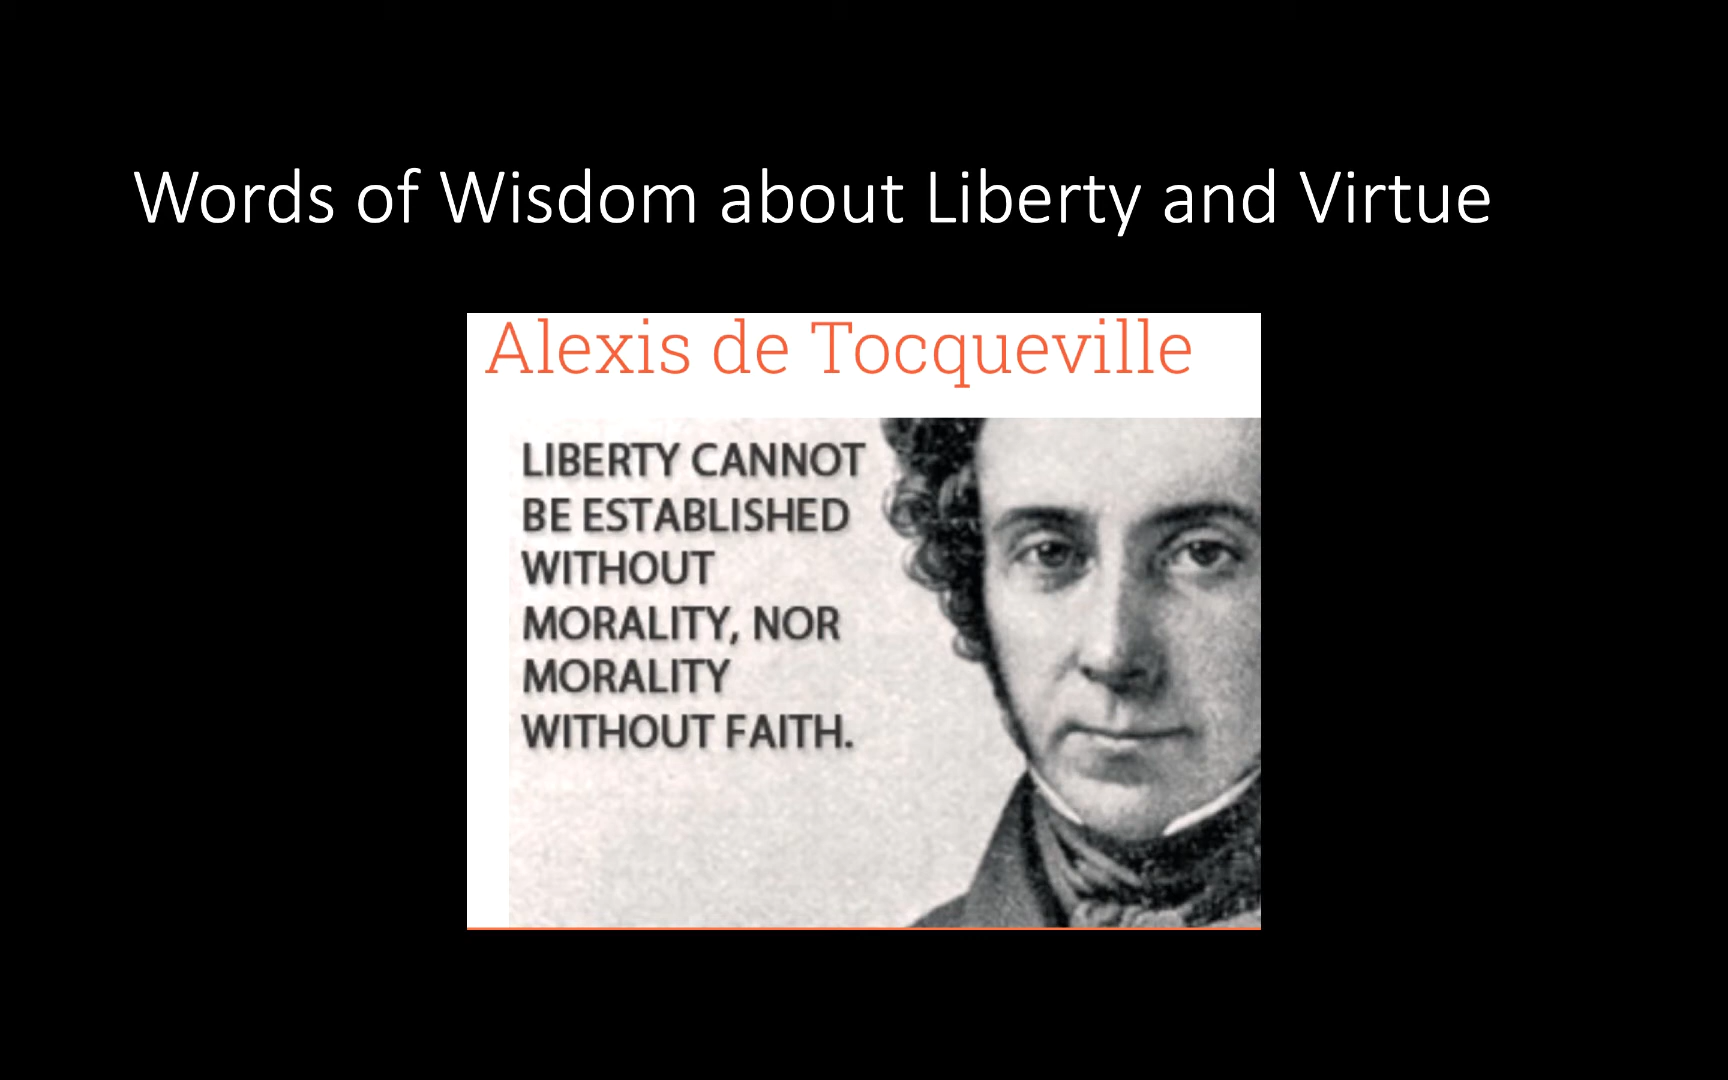 Words of Wisdom about Liberty and Virtue
Alexis de Tocqueville
LIBERTY CANNOT
BE ESTABLISHED
WITHOUT
MORALITY, NOR
MORALITY
WITHOUT FAITH.